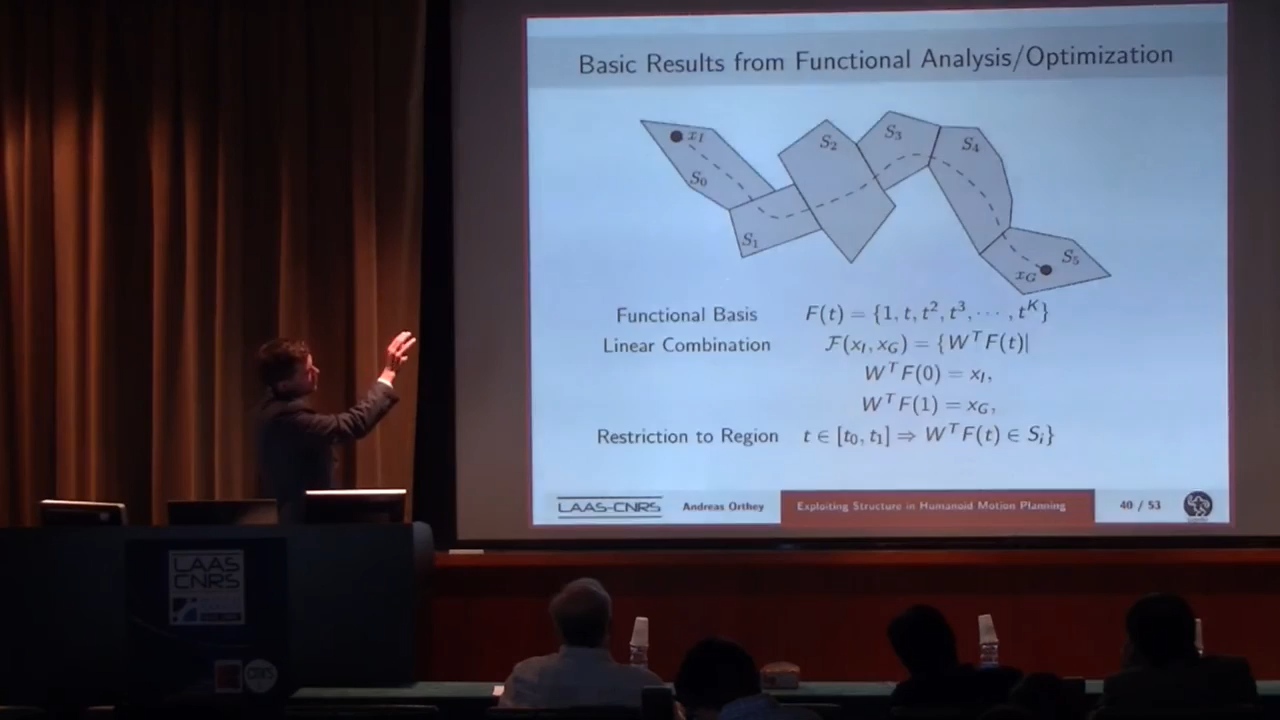 Basic Results from Functional Analysis/Optimization
x_I
S_0
S_1
S_2
S_3
S_4
S_5
x_G
Functional Basis F(t) = {1, t, t², t³, ⋯ , t^K}
Linear Combination 𝓕(x_I, x_G) = {W^T F(t)|
W^T F(0) = x_I,
W^T F(1) = x_G,
Restriction to Region t ∈ [t_0, t_1] ⇒ W^T F(t) ∈ S_i}
LAAS-CNRS Andreas Orthey Exploiting Structure in Humanoid Motion Planning 40 / 53
LAAS
CNRS
CNRS